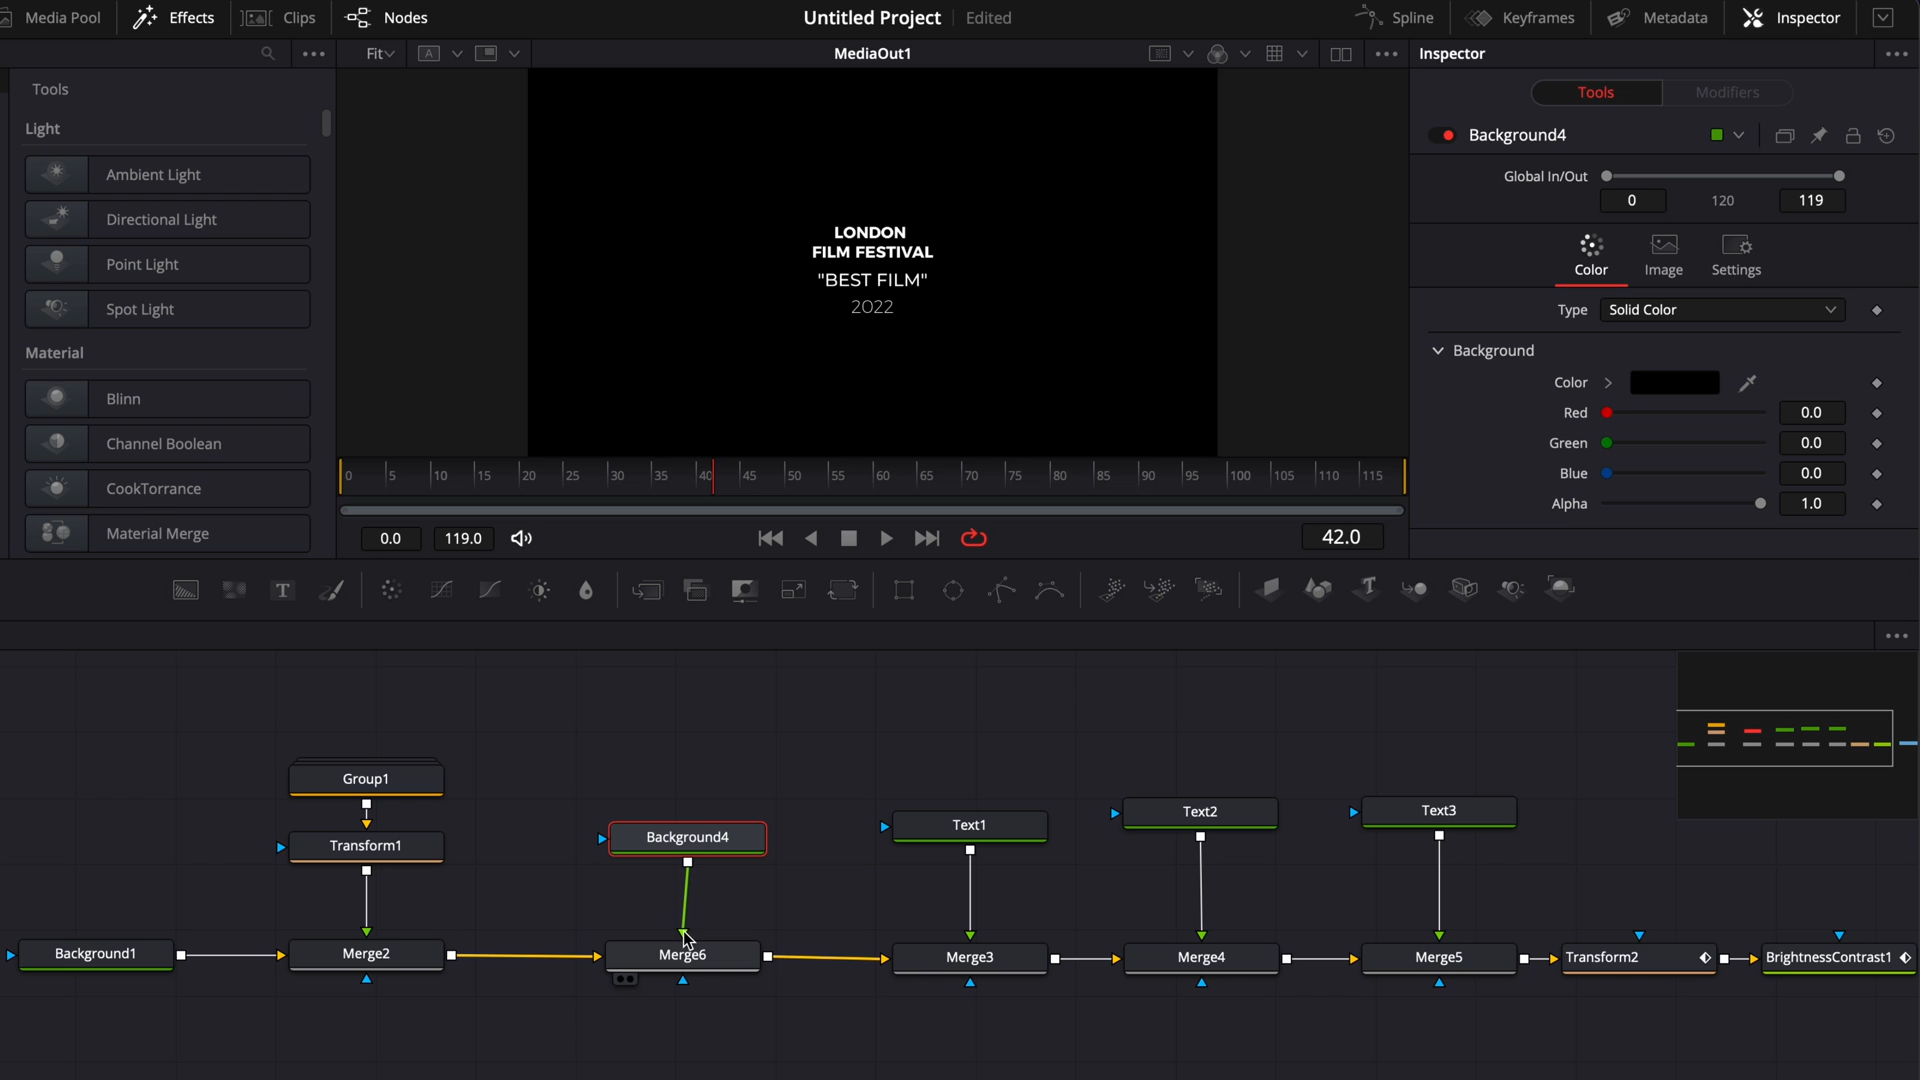 Media Pool
Effects
Clips
Nodes
Untitled Project
Edited
Spline
Keyframes
Metadata
Inspector
Fit
A
MediaOut1
Inspector
Tools
Light
Ambient Light
Directional Light
Point Light
Spot Light
Material
Blinn
Channel Boolean
CookTorrance
Material Merge
LONDON
FILM FESTIVAL
"BEST FILM"
2022
0 5 10 15 20 25 30 35 40 45 50 55 60 65 70 75 80 85 90 95 100 105 110 115
0.0
119.0
42.0
Tools
Modifiers
Background4
Global In/Out
0
120
119
Color
Image
Settings
Type
Solid Color
Background
Color
Red
0.0
Green
0.0
Blue
0.0
Alpha
1.0
T
T
Group1
Transform1
Background4
Text1
Text2
Text3
Background1
Merge2
Merge6
Merge3
Merge4
Merge5
Transform2
BrightnessContrast1